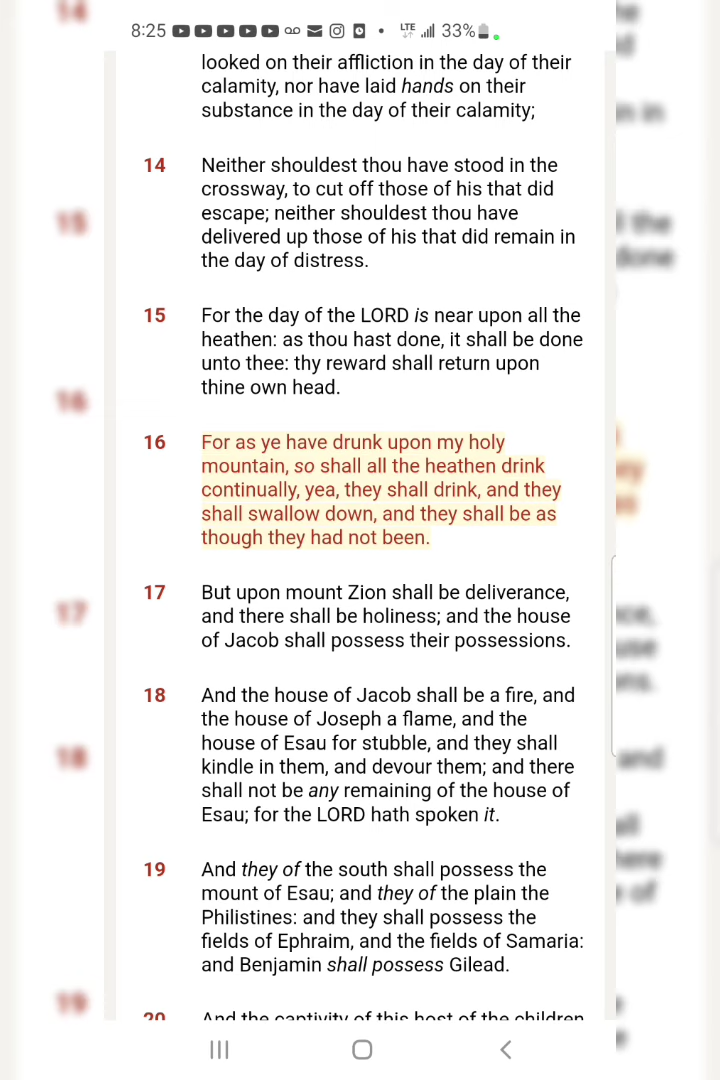 8:25 LTE 33%
looked on their affliction in the day of their
calamity, nor have laid hands on their
substance in the day of their calamity;
14 Neither shouldest thou have stood in the
crossway, to cut off those of his that did
escape; neither shouldest thou have
delivered up those of his that did remain in
the day of distress.
15 For the day of the LORD is near upon all the
heathen: as thou hast done, it shall be done
unto thee: thy reward shall return upon
thine own head.
16 For as ye have drunk upon my holy
mountain, so shall all the heathen drink
continually, yea, they shall drink, and they
shall swallow down, and they shall be as
though they had not been.
17 But upon mount Zion shall be deliverance,
and there shall be holiness; and the house
of Jacob shall possess their possessions.
18 And the house of Jacob shall be a fire, and
the house of Joseph a flame, and the
house of Esau for stubble, and they shall
kindle in them, and devour them; and there
shall not be any remaining of the house of
Esau; for the LORD hath spoken it.
19 And they of the south shall possess the
mount of Esau; and they of the plain the
Philistines: and they shall possess the
fields of Ephraim, and the fields of Samaria:
and Benjamin shall possess Gilead.
20 And the captivity of this host of the children